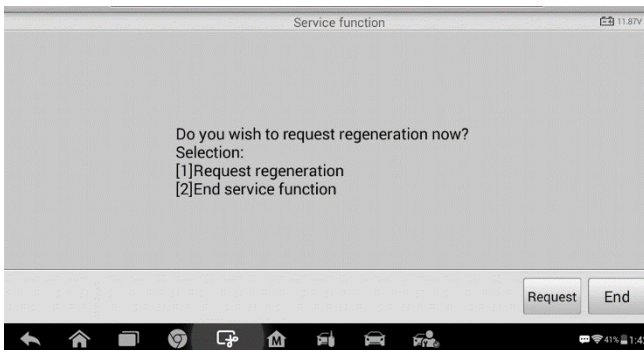 Service function
11.87V
Do you wish to request regeneration now?
Selection:
[1]Request regeneration
[2]End service function
Request
End
M
41%